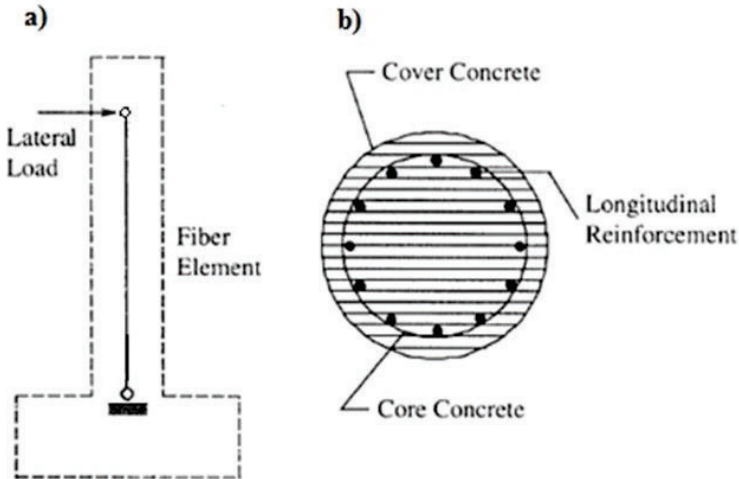 a)
Lateral
Load
Fiber
Element
b)
Cover Concrete
Longitudinal
Reinforcement
Core Concrete